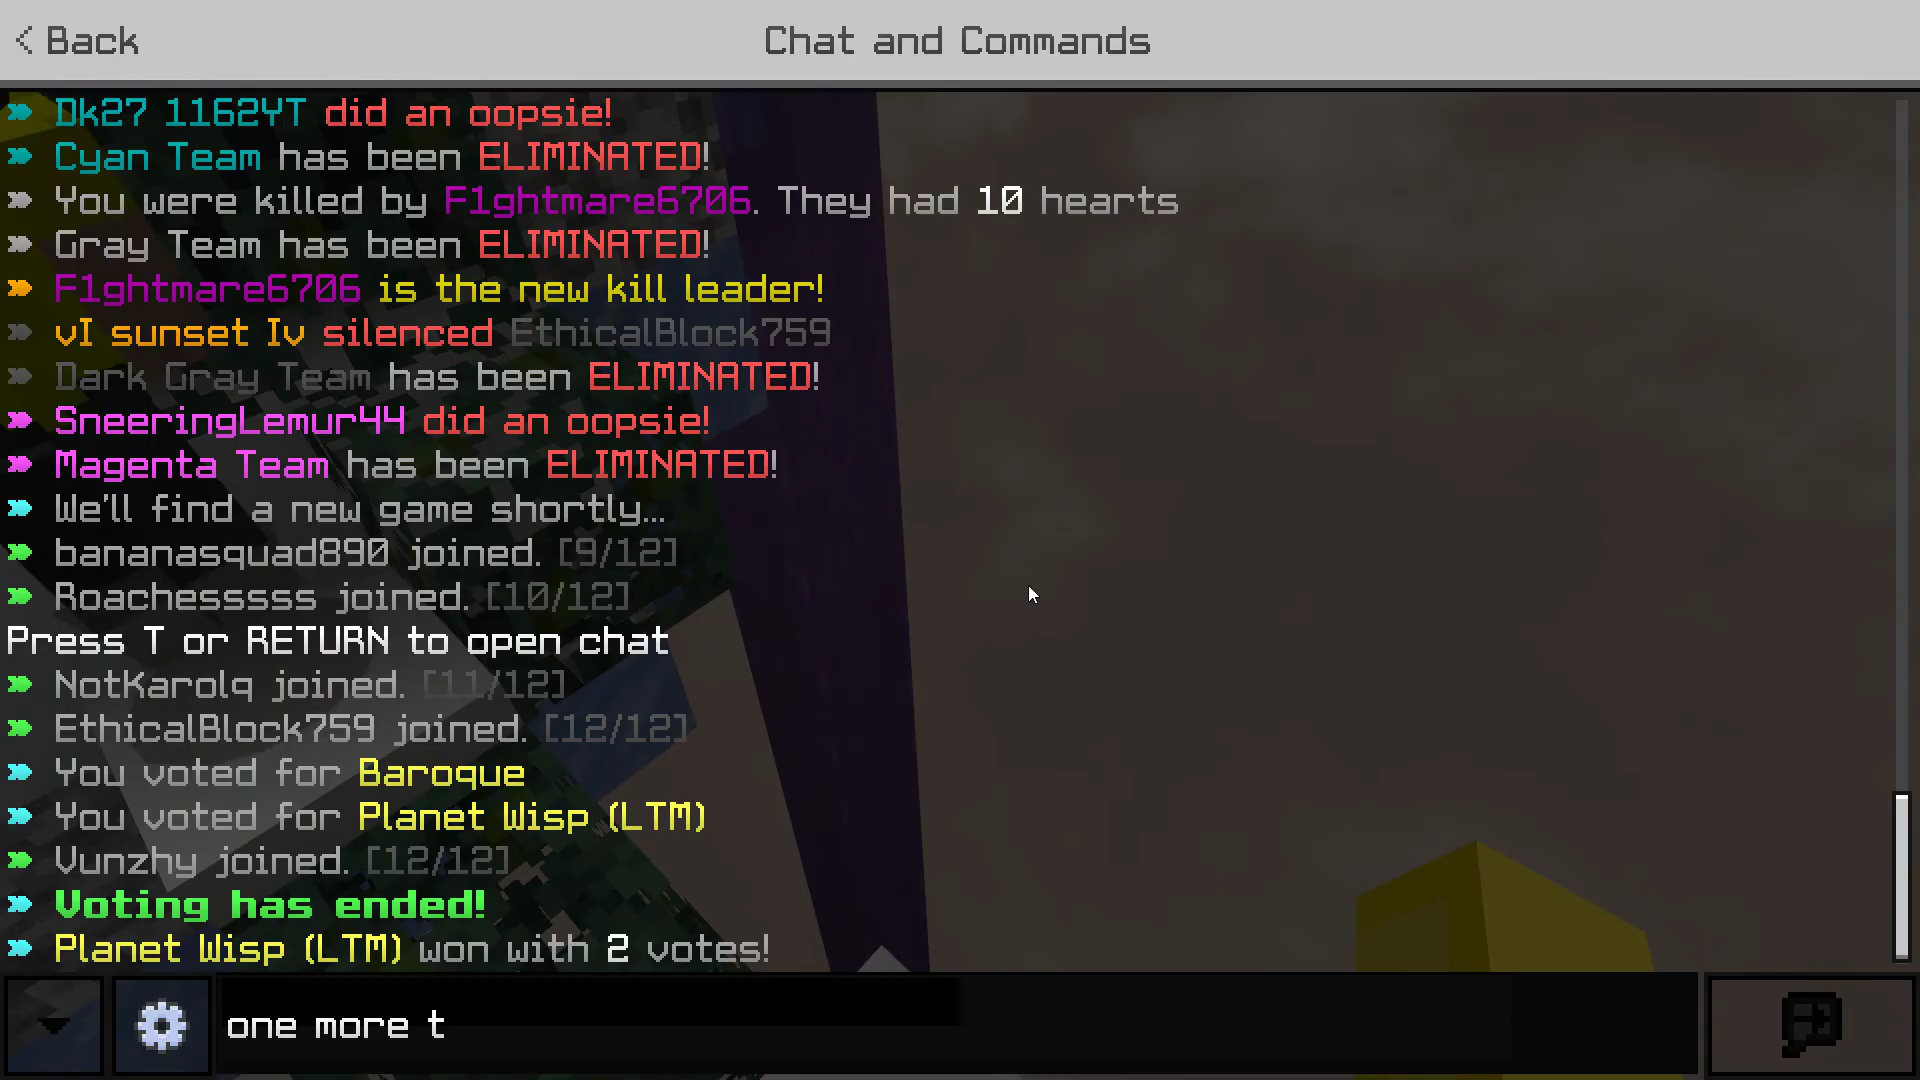 Back
Chat and Commands
Dk27 1162YT did an oopsie!
Cyan Team has been ELIMINATED!
You were killed by F1ghtmare6706. They had 10 hearts
Gray Team has been ELIMINATED!
F1ghtmare6706 is the new kill leader!
vI sunset Iv silenced EthicalBlock759
Dark Gray Team has been ELIMINATED!
SneeringLemur44 did an oopsie!
Magenta Team has been ELIMINATED!
We'll find a new game shortly...
bananasquad890 joined. [9/12]
Roachesssss joined. [10/12]
Press T or RETURN to open chat
NotKarolq joined. [11/12]
EthicalBlock759 joined. [12/12]
You voted for Baroque
You voted for Planet Wisp (LTM)
Vunzhy joined. [12/12]
Voting has ended!
Planet Wisp (LTM) won with 2 votes!
one more t